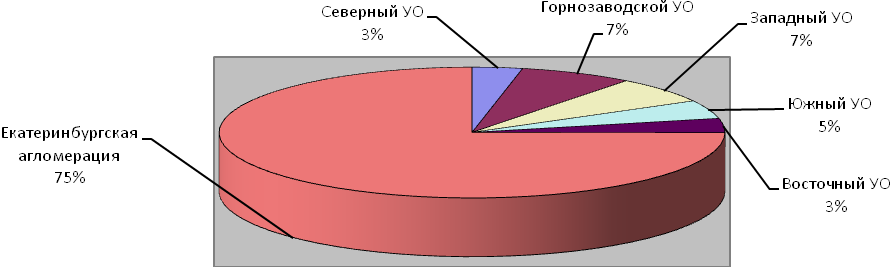 Северный УО
3%
Горнозаводской УО
7%
Западный УО
7%
Южный УО
5%
Восточный УО
3%
Екатеринбургская
агломерация
75%